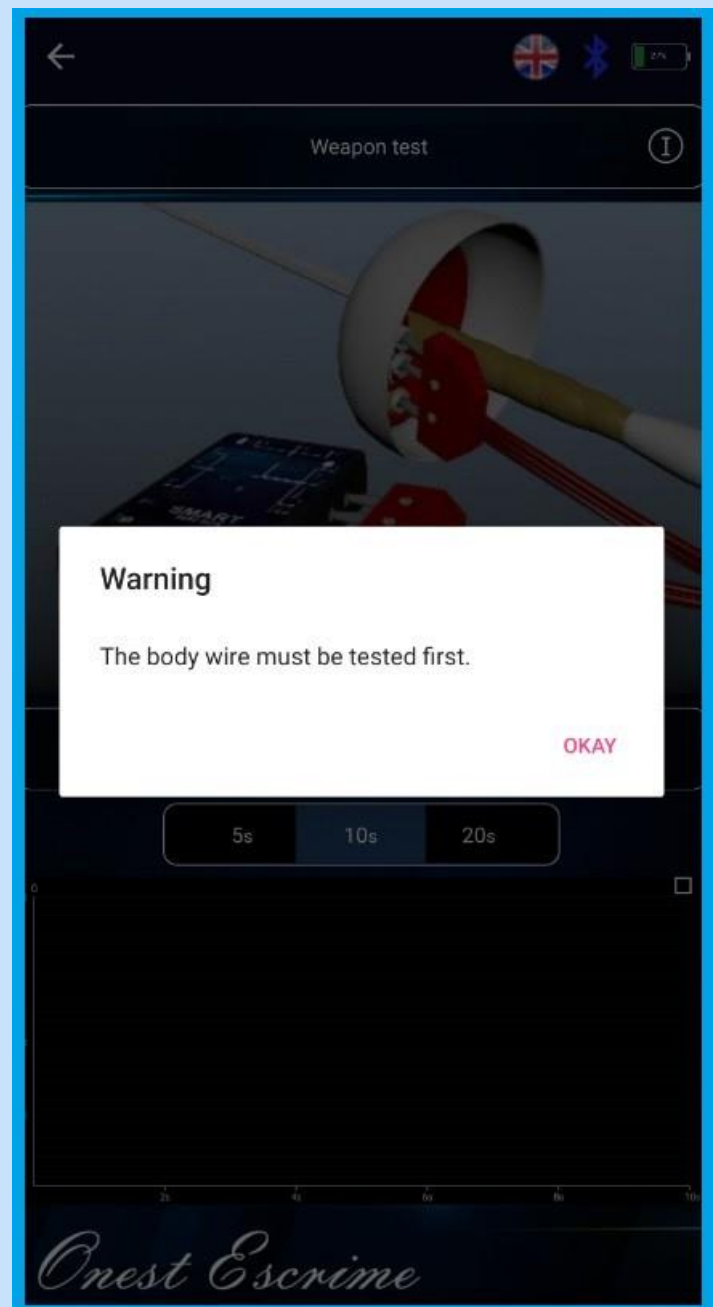 Weapon test
I
SMART
Warning
The body wire must be tested first.
OKAY
5s 10s 20s
0
2s 4s 6s 8s 10s
Onest Escrime